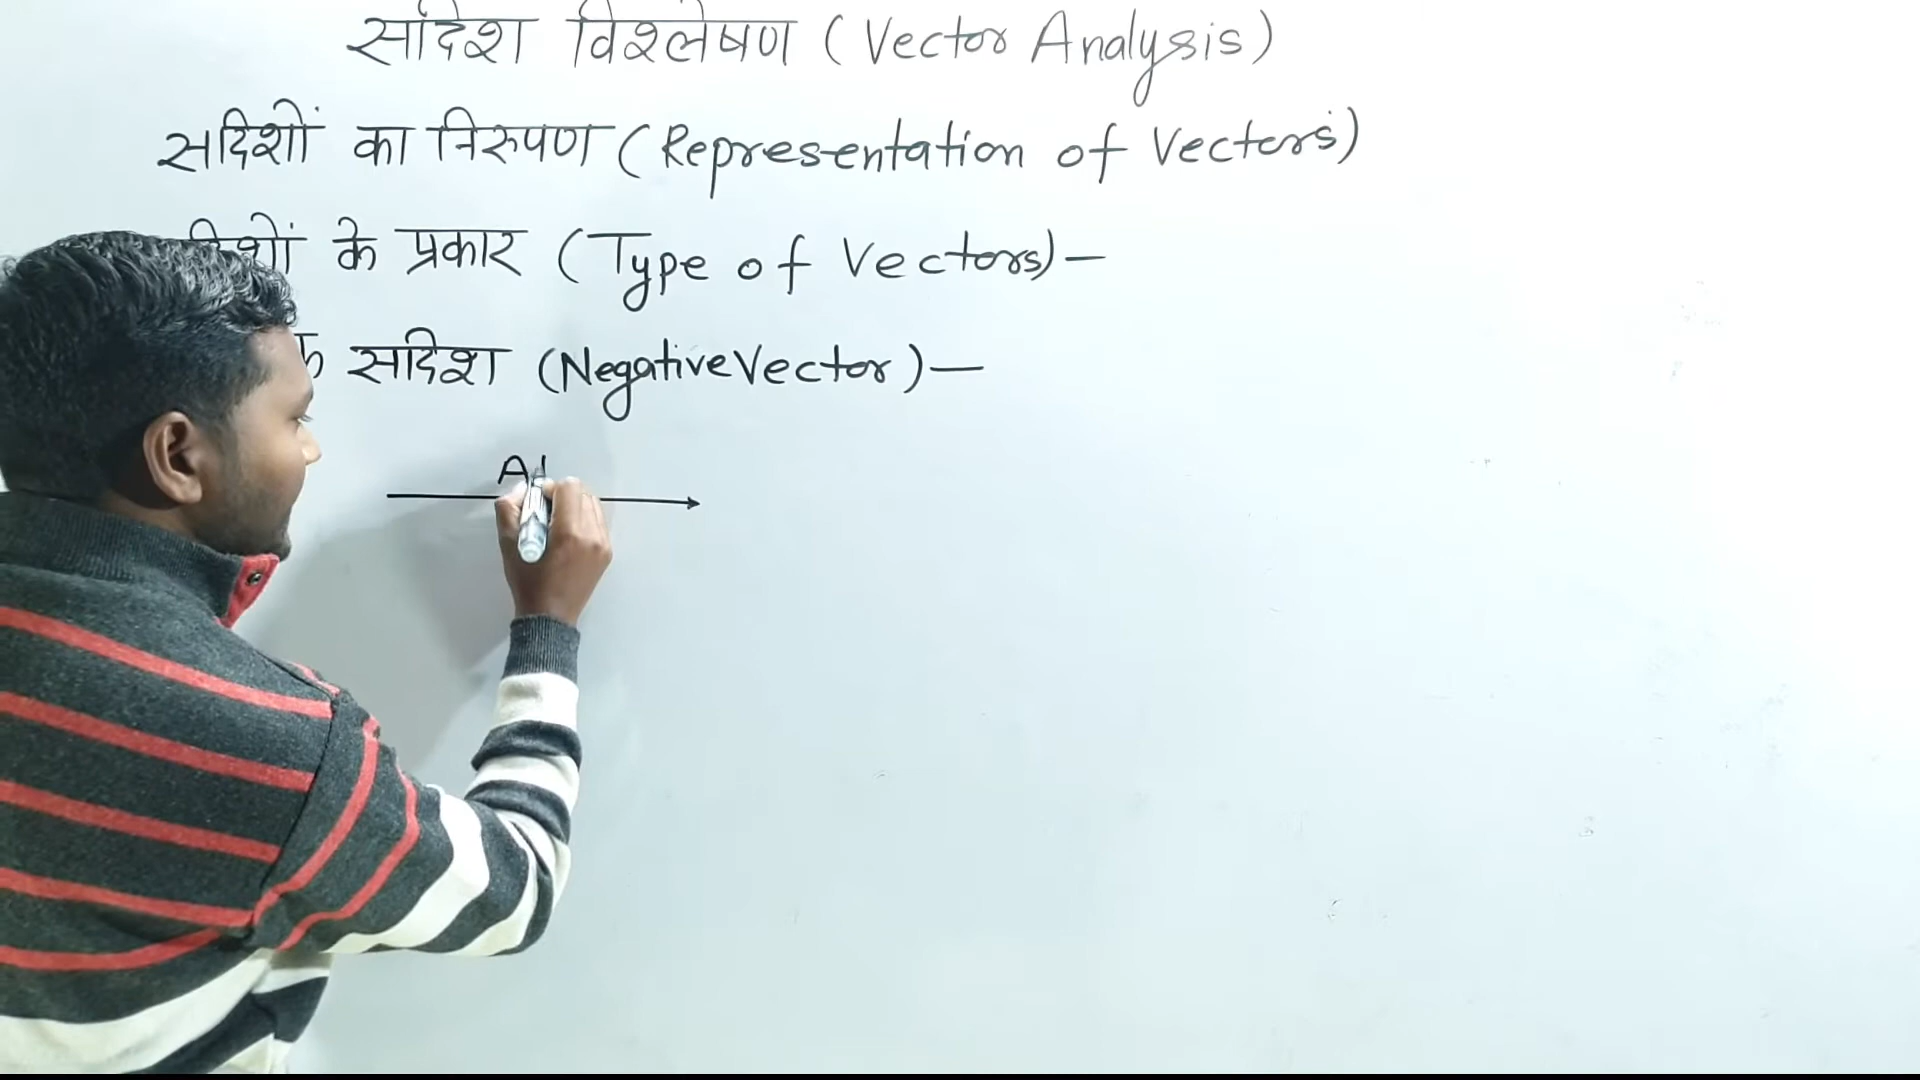 सदिश विश्लेषण (Vector Analysis)
सदिशों का निरुपण (Representation of Vectors)
के प्रकार (Type of Vectors)—
सदिश (Negative Vector)—
A